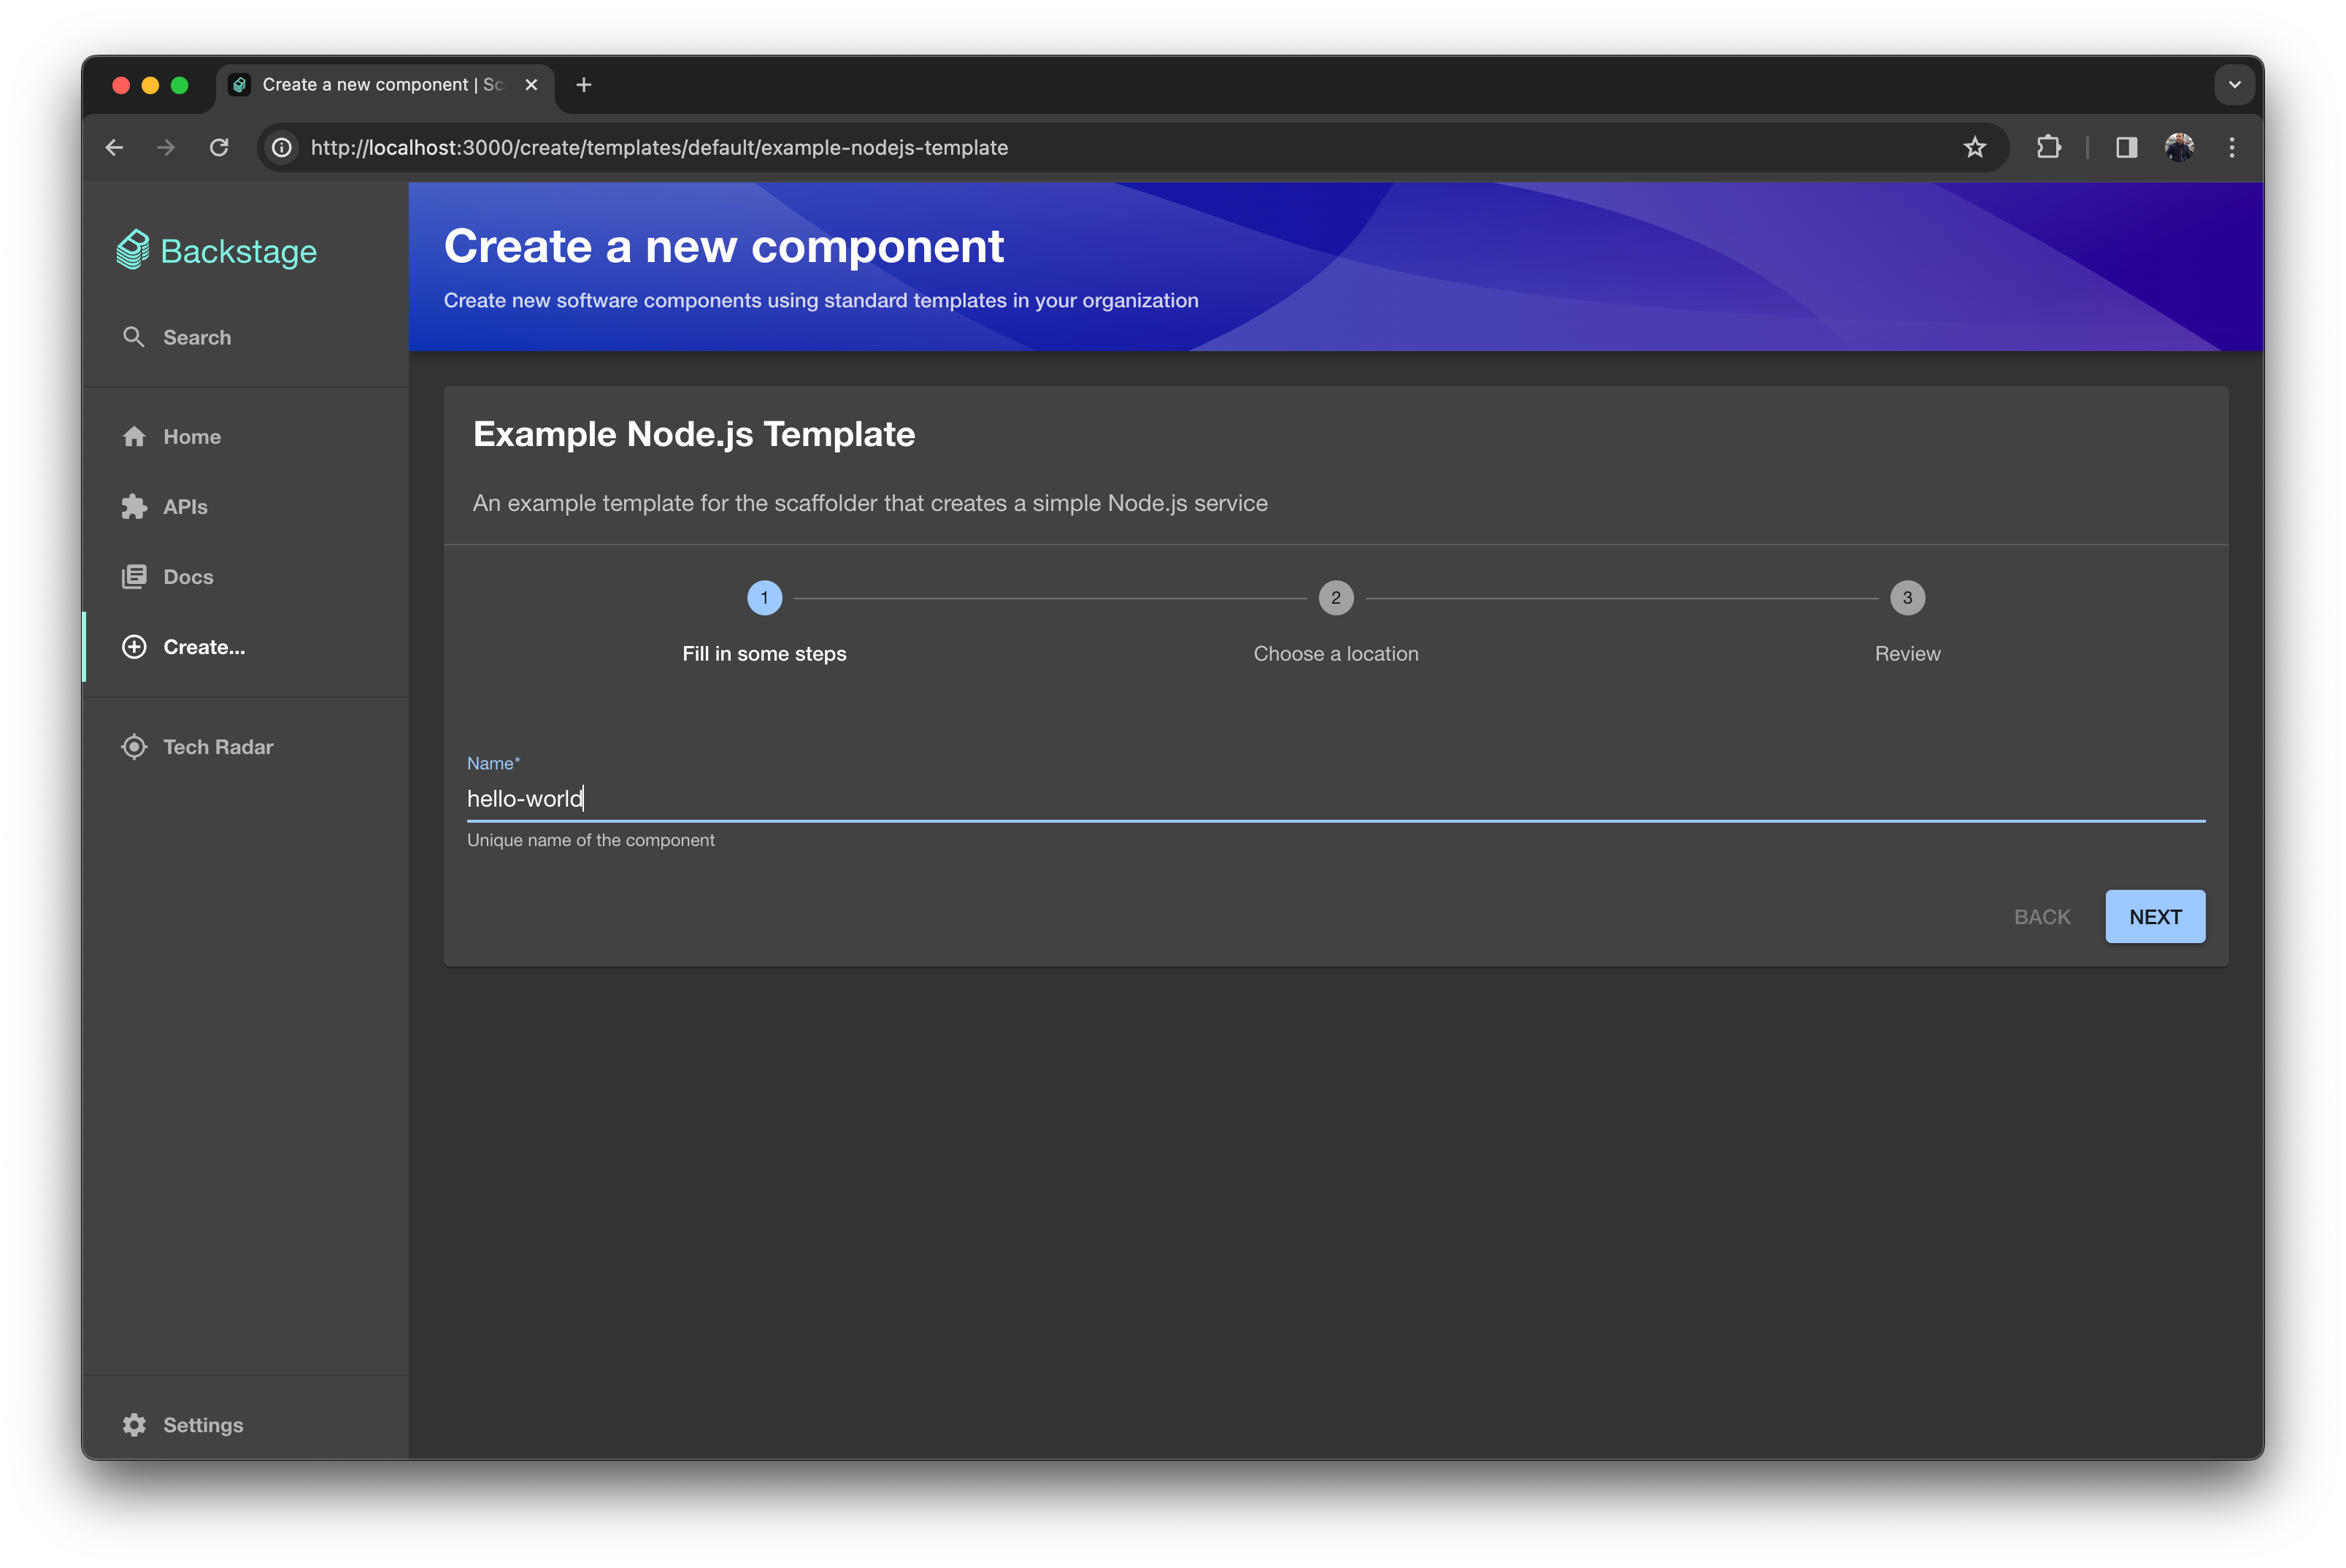 Create a new component | Sc
http://localhost:3000/create/templates/default/example-nodejs-template
Backstage
Search
Home
APIs
Docs
Create...
Tech Radar
Settings
Create a new component
Create new software components using standard templates in your organization
Example Node.js Template
An example template for the scaffolder that creates a simple Node.js service
1
2
3
Fill in some steps
Choose a location
Review
Name*
hello-world
Unique name of the component
BACK
NEXT